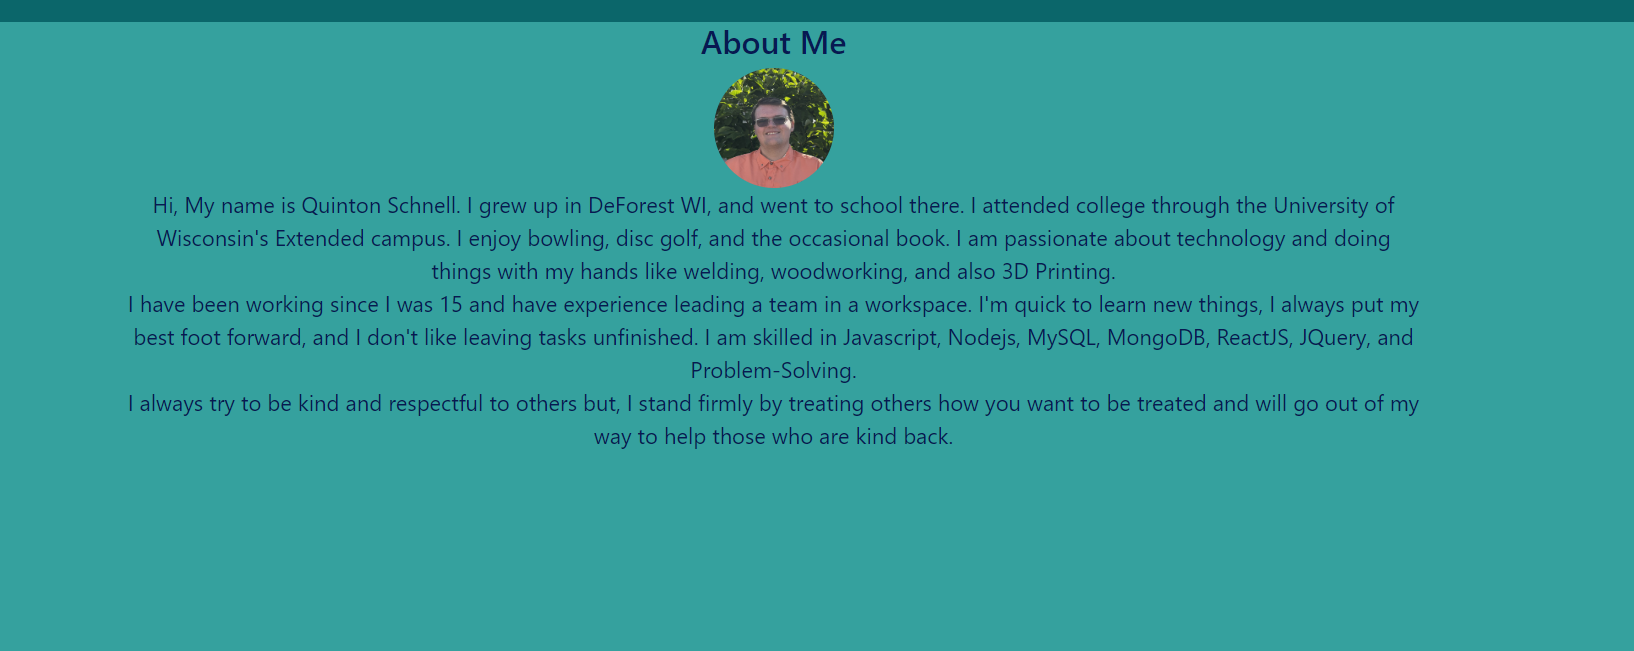 About Me
Hi, My name is Quinton Schnell. I grew up in DeForest WI, and went to school there. I attended college through the University of
Wisconsin's Extended campus. I enjoy bowling, disc golf, and the occasional book. I am passionate about technology and doing
things with my hands like welding, woodworking, and also 3D Printing.
I have been working since I was 15 and have experience leading a team in a workspace. I'm quick to learn new things, I always put my
best foot forward, and I don't like leaving tasks unfinished. I am skilled in Javascript, Nodejs, MySQL, MongoDB, ReactJS, JQuery, and
Problem-Solving.
I always try to be kind and respectful to others but, I stand firmly by treating others how you want to be treated and will go out of my
way to help those who are kind back.